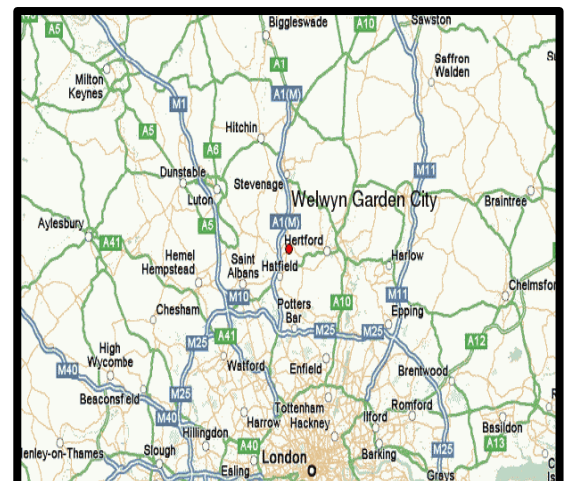 A5
Biggleswade
A10
Sawston
A5
A1
Saffron
Walden
Milton
Keynes
M1
A1(M)
A5
Hitchin
A6
Dunstable
Stevenage
M11
Luton
Welwyn Garden City
Braintree
Aylesbury
A5
A1(M)
A41
Hertford
Hemel
Hempstead
Saint
Albans
Hatfield
Harlow
M10
A10
M11
Chelmsfor
Chesham
Potters
Bar
Epping
M25
A41
M25
M25
A12
High
Wycombe
Watford
Enfield
Brentwood
M40
Beaconsfield
M25
Tottenham
Romford
M40
Harrow
Hackney
Ilford
Basildon
Hillingdon
A13
enley-on-Thames
Slough
A40
London
Barking
M25
Ealing
Grays